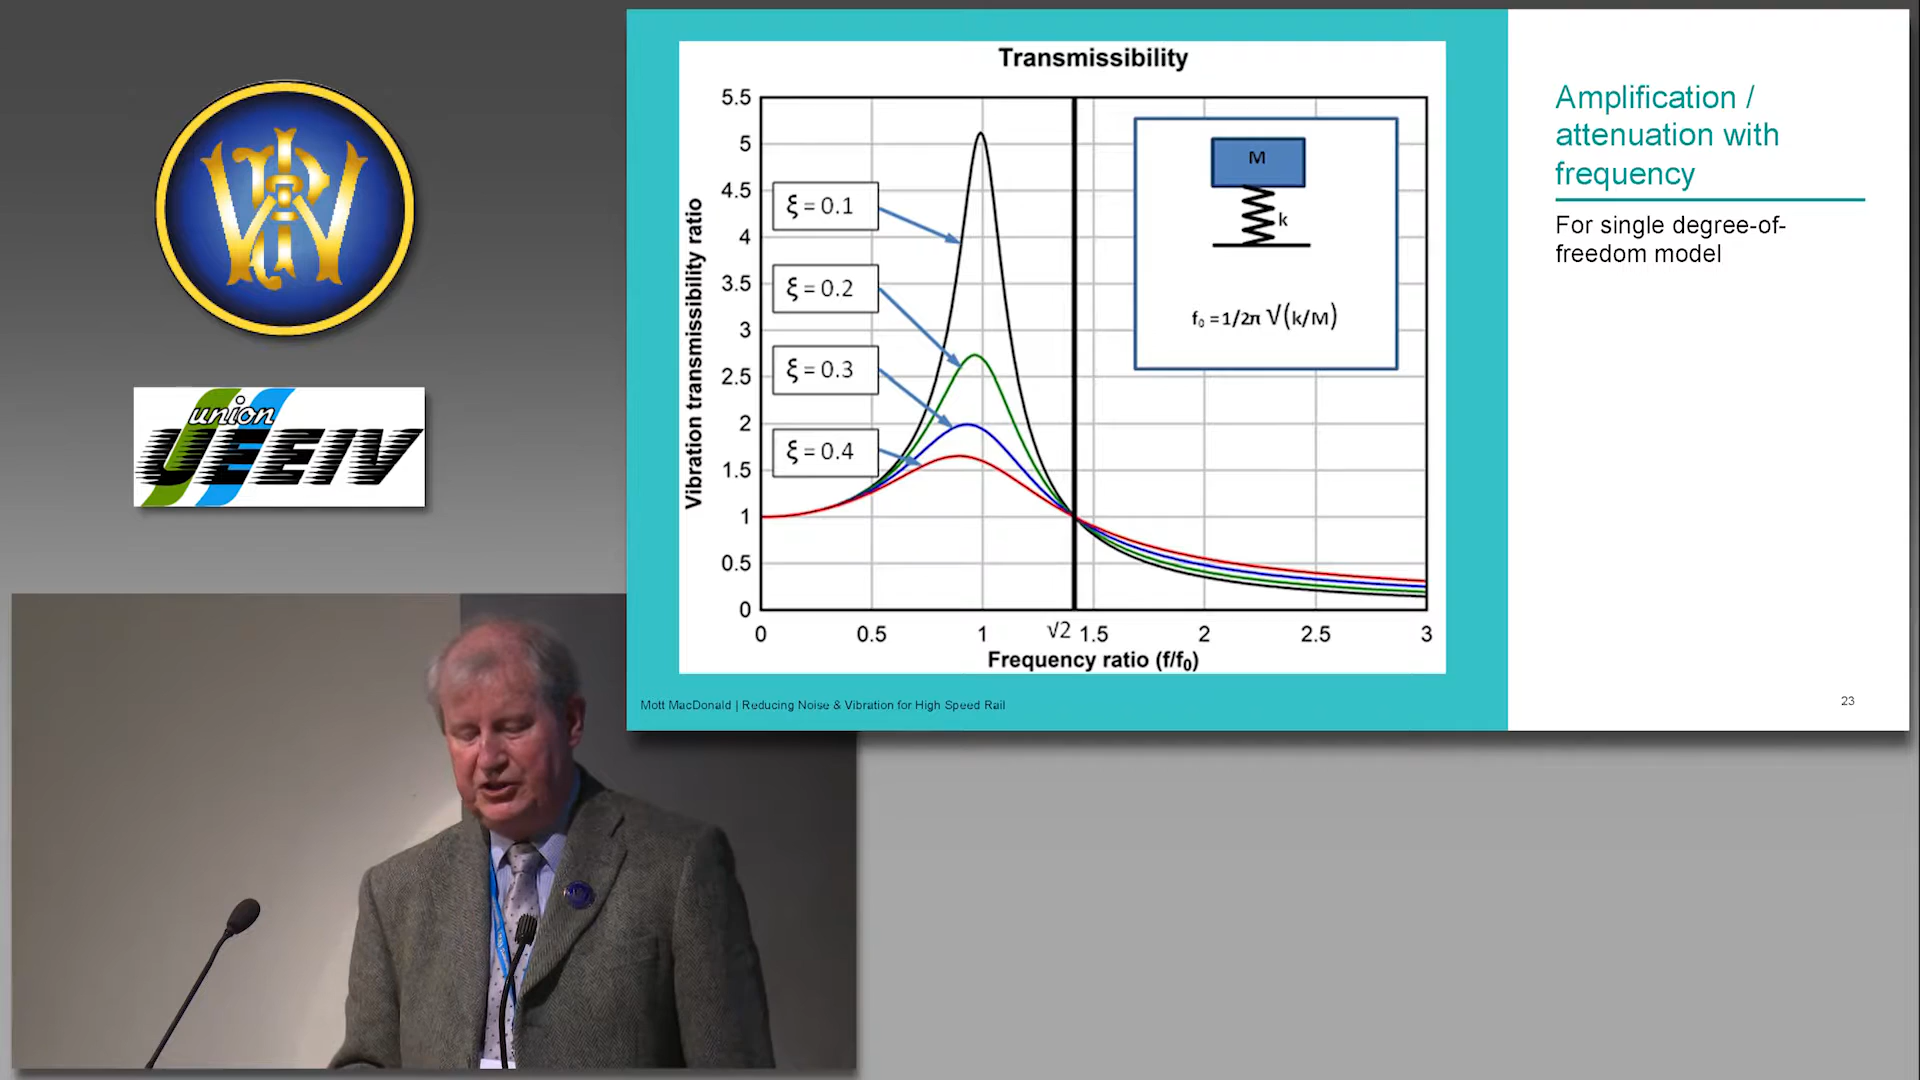 union
UEEIV
Transmissibility
Vibration transmissibility ratio
5.5
5
4.5
4
3.5
3
2.5
2
1.5
1
0.5
0
ξ = 0.1
ξ = 0.2
ξ = 0.3
ξ = 0.4
M
k
f₀ =1/2π √(k/M)
0 0.5 1 √2 1.5 2 2.5 3
Frequency ratio (f/f₀)
Amplification /
attenuation with
frequency
For single degree-of-
freedom model
Mott MacDonald | Reducing Noise & Vibration for High Speed Rail
23